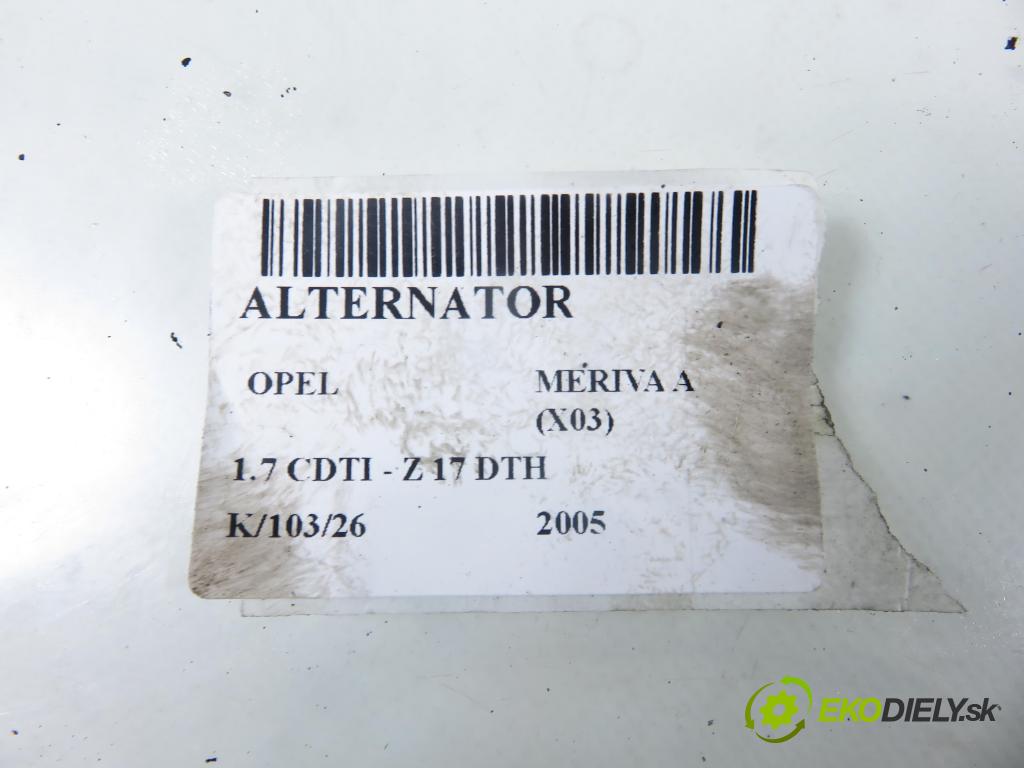 ALTERNATOR
OPEL MERIVA A
(X03)
1.7 CDTI - Z 17 DTH
K/103/26 2005
EKODIELY.sk